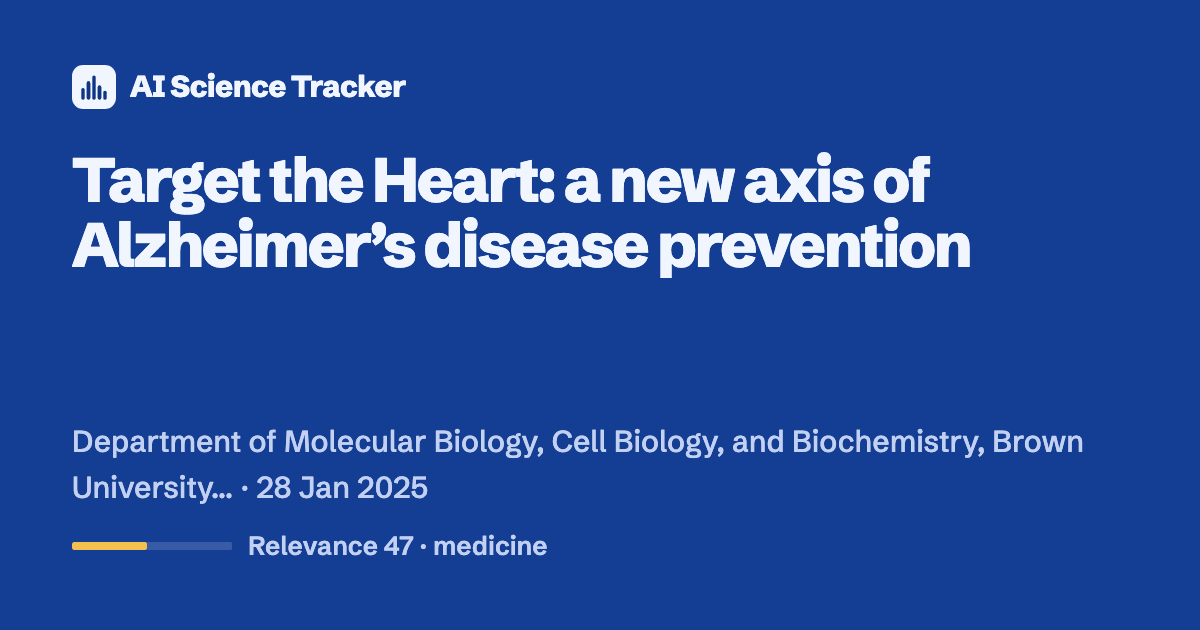 AI Science Tracker
Target the Heart: a new axis of
Alzheimer’s disease prevention
Department of Molecular Biology, Cell Biology, and Biochemistry, Brown
University… · 28 Jan 2025
Relevance 47 · medicine